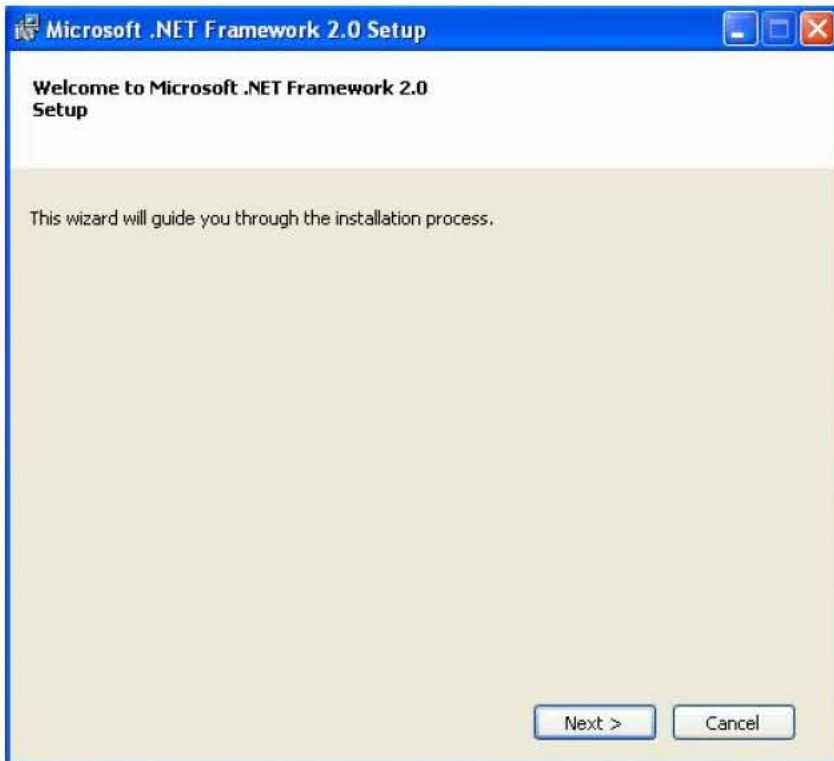 Microsoft .NET Framework 2.0 Setup
Welcome to Microsoft .NET Framework 2.0
Setup
This wizard will guide you through the installation process.
Next >
Cancel